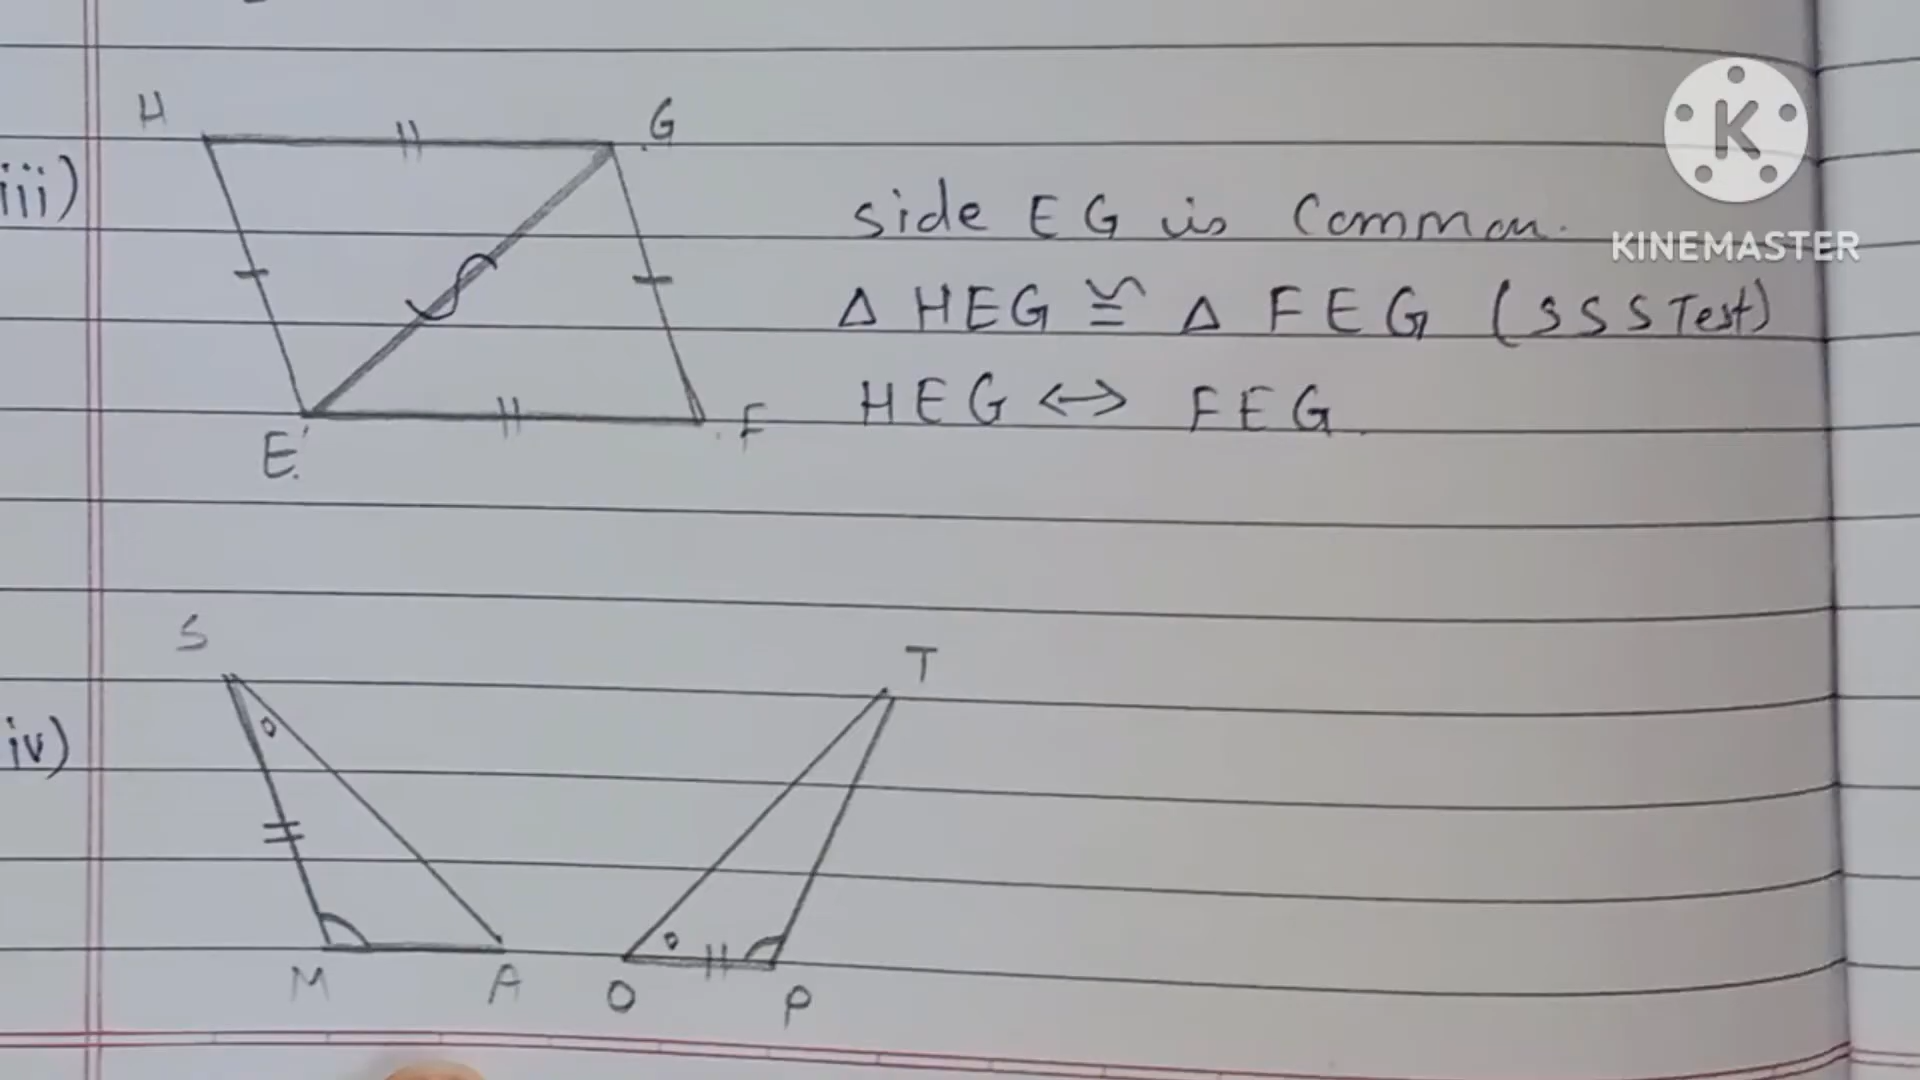 H G
iii)
side EG is Common.
Δ HEG ≅ Δ FEG (SSS Test)
HEG ↔ FEG
E F
S T
iv)
M A O P
K
KINEMASTER